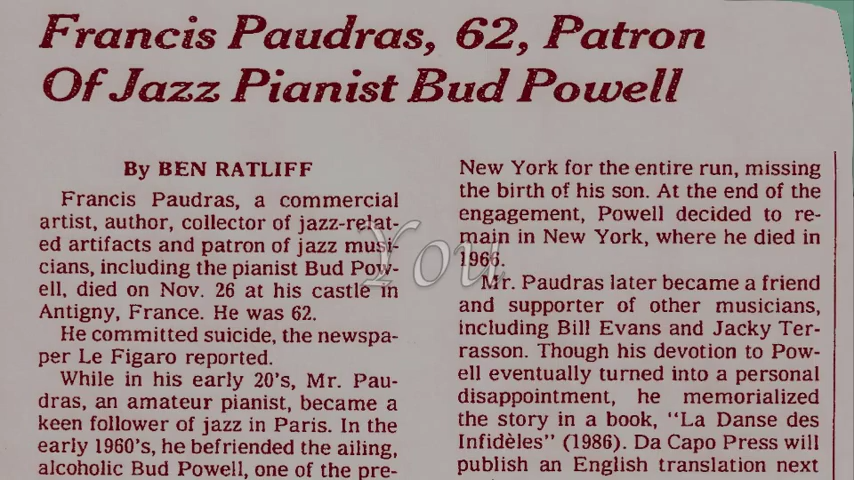 Francis Paudras, 62, Patron
Of Jazz Pianist Bud Powell
By BEN RATLIFF
Francis Paudras, a commercial
artist, author, collector of jazz-relat-
ed artifacts and patron of jazz musi-
cians, including the pianist Bud Pow-
ell, died on Nov. 26 at his castle in
Antigny, France. He was 62.
He committed suicide, the newspa-
per Le Figaro reported.
While in his early 20's, Mr. Pau-
dras, an amateur pianist, became a
keen follower of jazz in Paris. In the
early 1960's, he befriended the ailing,
alcoholic Bud Powell, one of the pre-
New York for the entire run, missing
the birth of his son. At the end of the
engagement, Powell decided to re-
main in New York, where he died in
1966.
Mr. Paudras later became a friend
and supporter of other musicians,
including Bill Evans and Jacky Ter-
rasson. Though his devotion to Pow-
ell eventually turned into a personal
disappointment, he memorialized
the story in a book, "La Danse des
Infidèles" (1986). Da Capo Press will
publish an English translation next
You